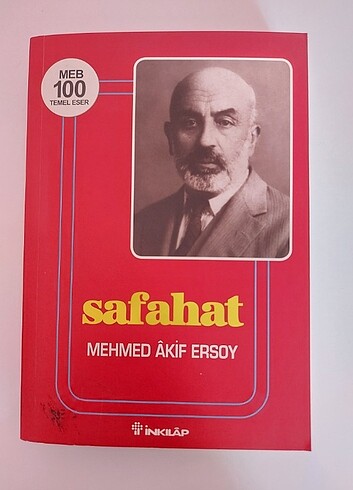 MEB
100
TEMEL ESER
safahat
MEHMED ÂKİF ERSOY
İNKILÂP